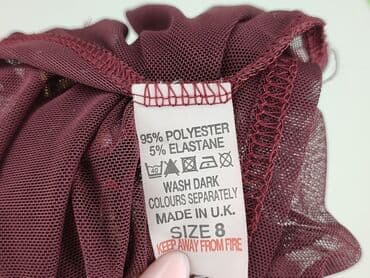 95% POLYESTER
5% ELASTANE
WASH DARK
COLOURS SEPARATELY
MADE IN U.K.
SIZE 8
KEEP AWAY FROM FIRE